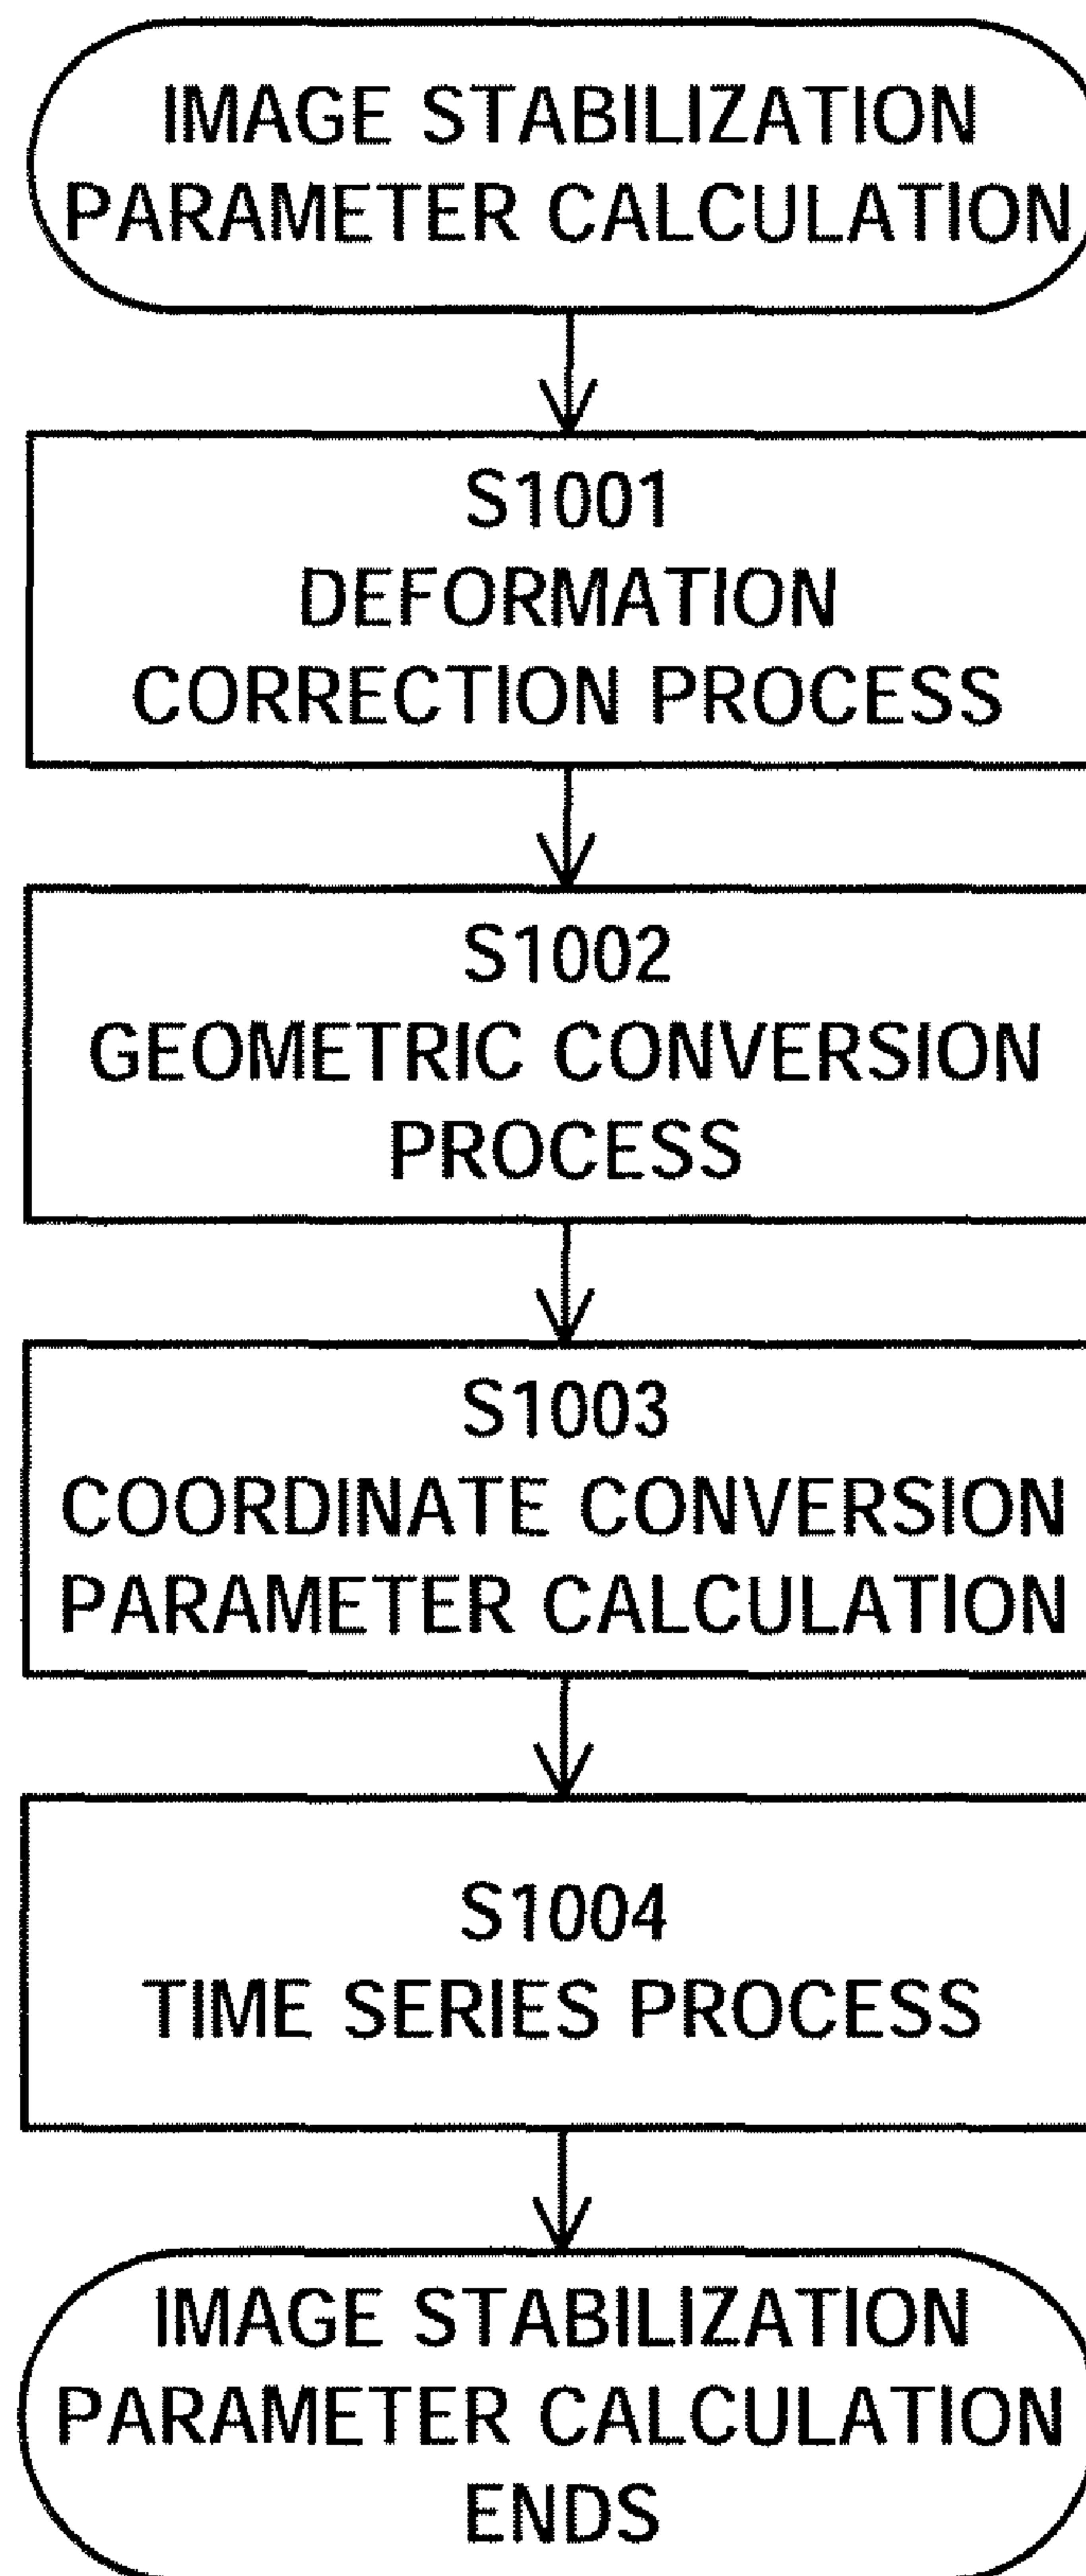 IMAGE STABILIZATION
PARAMETER CALCULATION
S1001
DEFORMATION
CORRECTION PROCESS
S1002
GEOMETRIC CONVERSION
PROCESS
S1003
COORDINATE CONVERSION
PARAMETER CALCULATION
S1004
TIME SERIES PROCESS
IMAGE STABILIZATION
PARAMETER CALCULATION
ENDS